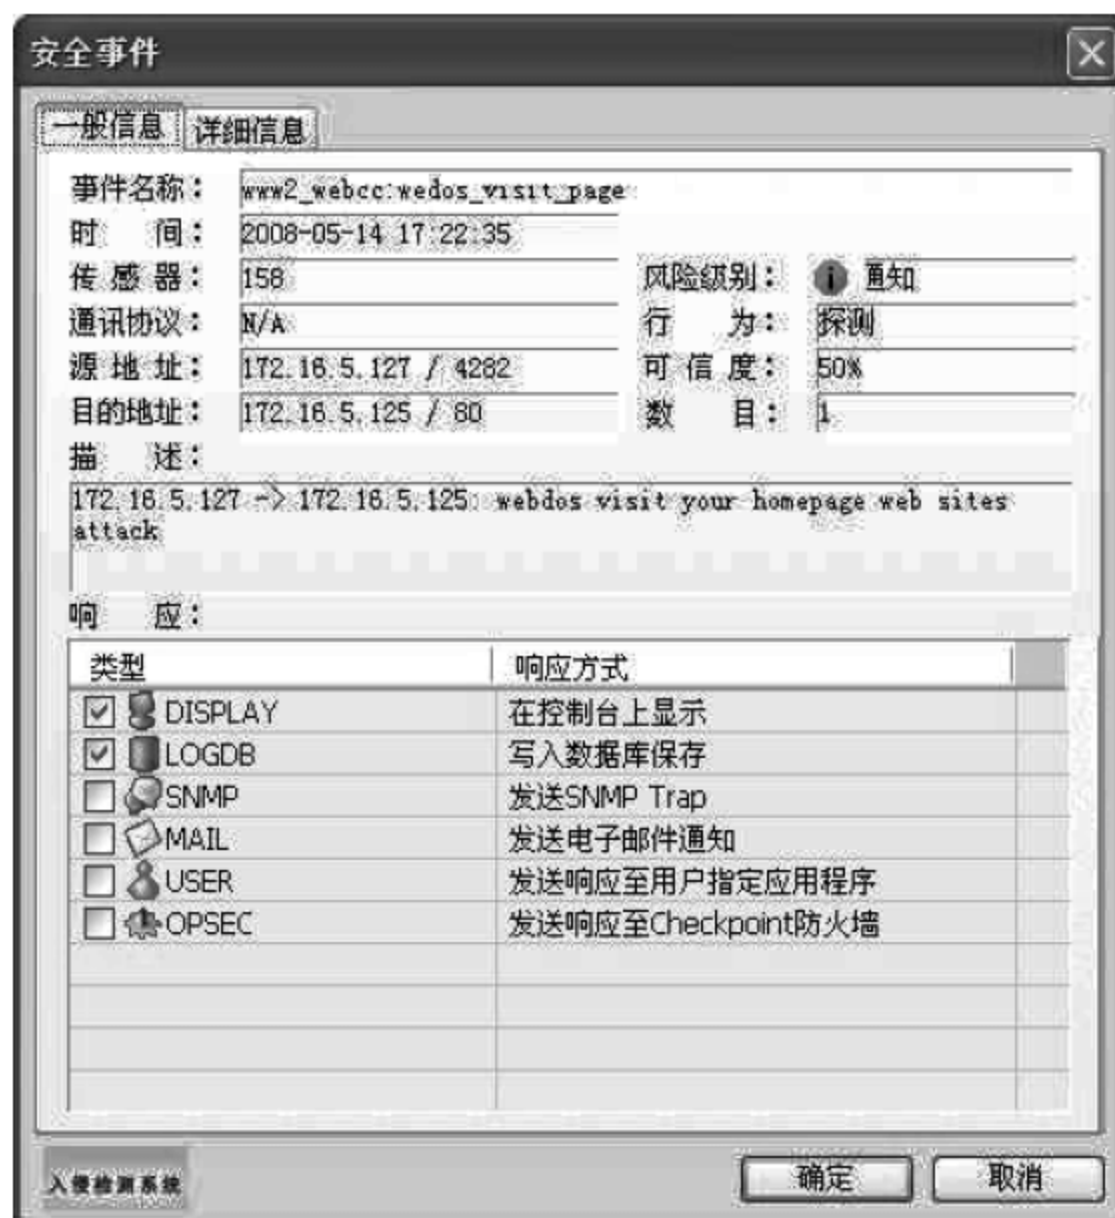 安全事件
一般信息 详细信息
事件名称： www2_webcc:wedos_visit_page
时 间： 2008-05-14 17:22:35
传 感 器： 158 风险级别： 通知
通讯协议： N/A 行 为： 探测
源 地 址： 172.16.5.127 / 4282 可 信 度： 50%
目的地址： 172.16.5.125 / 80 数 目： 1
描 述：
172.16.5.127 -> 172.16.5.125: webdos visit your homepage web sites
attack
响 应：
类型 响应方式
DISPLAY 在控制台上显示
LOGDB 写入数据库保存
SNMP 发送SNMP Trap
MAIL 发送电子邮件通知
USER 发送响应至用户指定应用程序
OPSEC 发送响应至Checkpoint防火墙
入侵检测系统 确定 取消